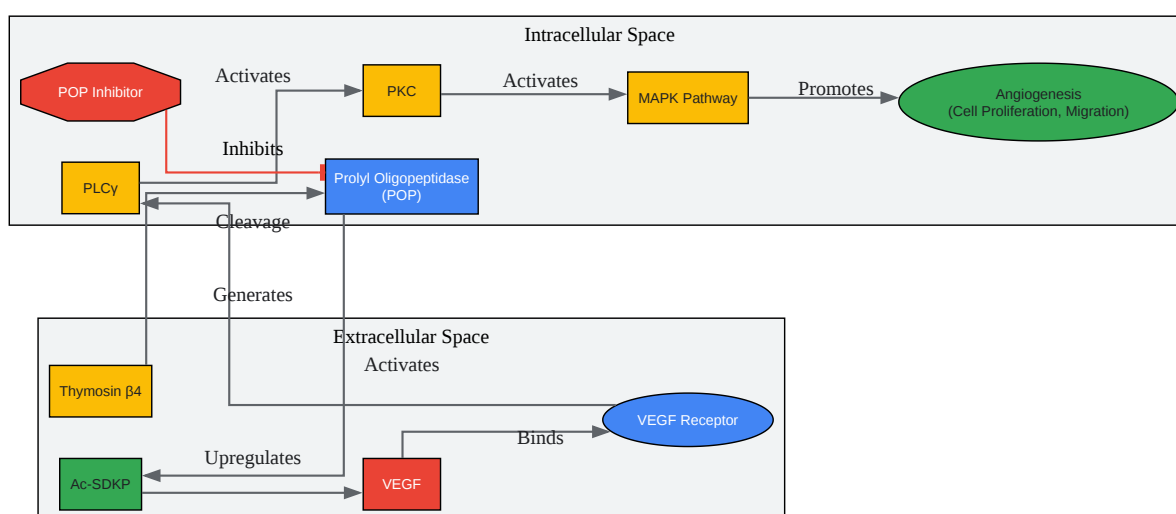 Intracellular Space
POP Inhibitor
Activates
PKC
Activates
MAPK Pathway
Promotes
Angiogenesis
(Cell Proliferation, Migration)
Inhibits
PLCγ
Prolyl Oligopeptidase
(POP)
Cleavage
Generates
Extracellular Space
Activates
Thymosin β4
VEGF Receptor
Binds
Upregulates
Ac-SDKP
VEGF